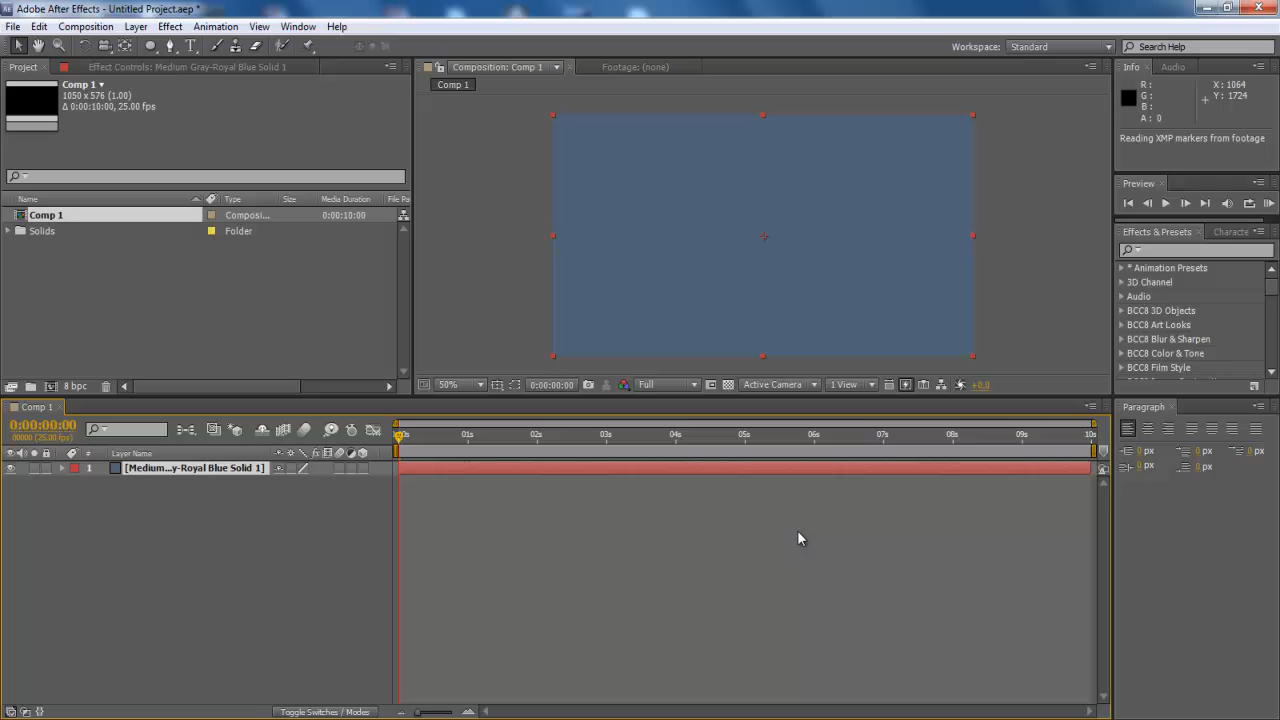 Adobe After Effects - Untitled Project.aep *
File Edit Composition Layer Effect Animation View Window Help
Workspace: Standard Search Help
Project Effect Controls: Medium Gray-Royal Blue Solid 1
Comp 1
1050 x 576 (1.00)
Δ 0:00:10:00, 25.00 fps
Name Type Size Media Duration File Pa
Comp 1 Composi... 0:00:10:00
Solids Folder
8 bpc
Composition: Comp 1 Footage: (none)
Comp 1
50% 0:00:00:00 Full Active Camera 1 View +0.0
Info Audio
R: X: 1064
G: Y: 1724
B:
A: 0
Reading XMP markers from footage
Preview
Effects & Presets Characte
* Animation Presets
3D Channel
Audio
BCC8 3D Objects
BCC8 Art Looks
BCC8 Blur & Sharpen
BCC8 Color & Tone
BCC8 Film Style
Comp 1
0:00:00:00
00000 (25.00 fps)
01s 02s 03s 04s 05s 06s 07s 08s 09s 10s
# Layer Name
1 [Medium...y-Royal Blue Solid 1]
Toggle Switches / Modes
Paragraph
0 px 0 px 0 px
0 px 0 px